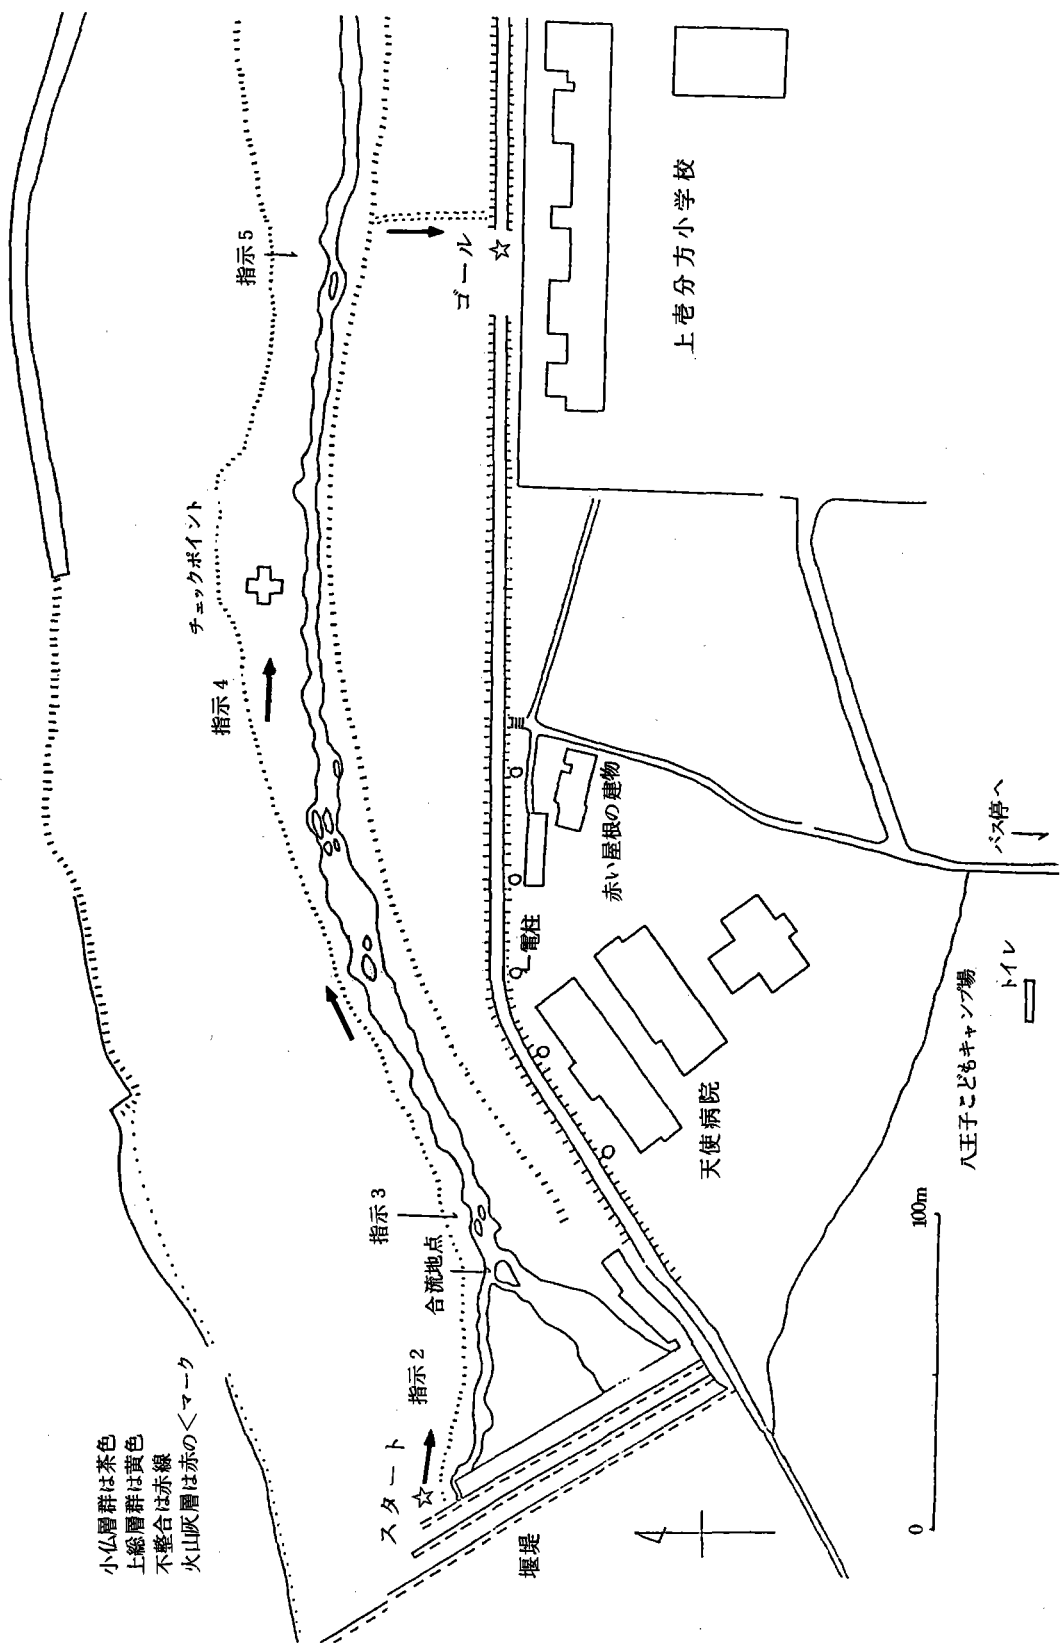 小仏層群は茶色
上総層群は黄色
不整合は赤線
火山灰層は赤の＜マーク
スタート
指示2
合流地点
指示3
指示4
チェックポイント
指示5
ゴール
堰堤
電柱
赤い屋根の建物
天使病院
上壱分方小学校
八王子こどもキャンプ場
トイレ
バス停へ
0
100m